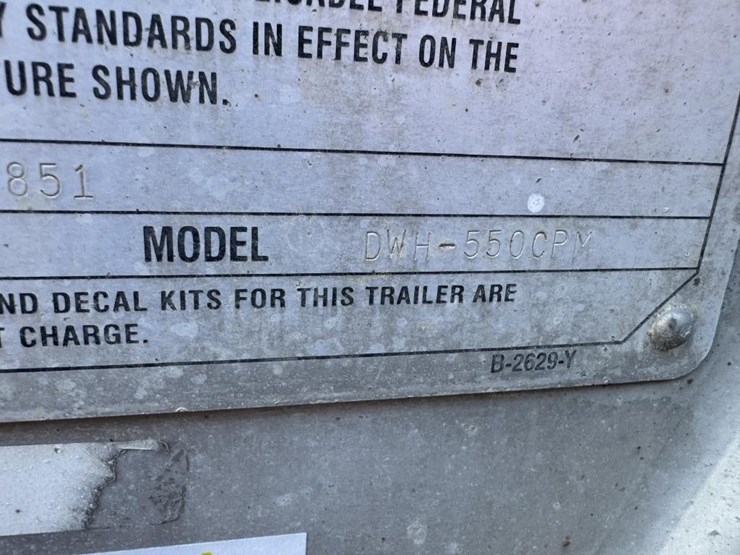 FEDERAL
Y STANDARDS IN EFFECT ON THE
URE SHOWN.
851
MODEL DWH-550CPM
ND DECAL KITS FOR THIS TRAILER ARE
T CHARGE.
B-2629-Y